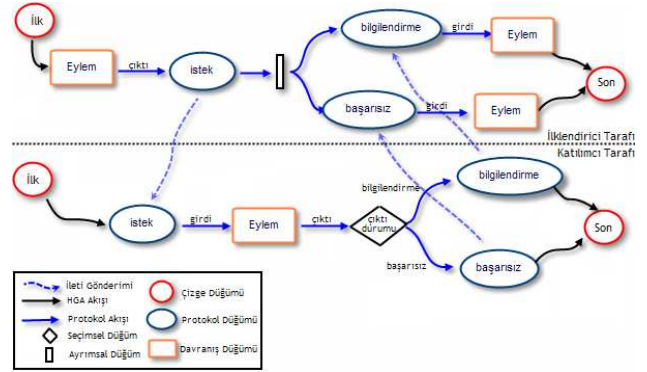 İlk
Eylem
çıktı
istek
bilgilendirme
girdi
Eylem
başarısız
girdi
Eylem
Son
İlklendirici Tarafı
Katılımcı Tarafı
İlk
istek
girdi
Eylem
çıktı
çıktı
durumu
bilgilendirme
bilgilendirme
başarısız
başarısız
Son
İleti Gönderimi
HGA Akışı
Protokol Akışı
Seçimsel Düğüm
Ayrımsal Düğüm
Çizge Düğümü
Protokol Düğümü
Davranış Düğümü